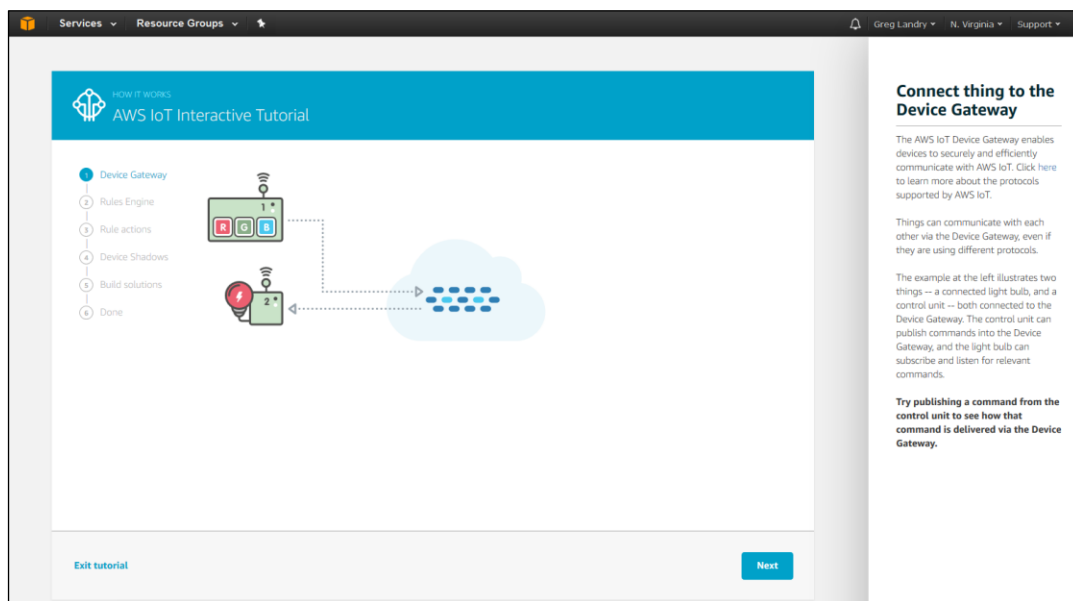 Services Resource Groups Greg Landry N. Virginia Support
HOW IT WORKS
AWS IoT Interactive Tutorial
1 Device Gateway
2 Rules Engine
3 Rule actions
4 Device Shadows
5 Build solutions
6 Done
1
R G B
2
Exit tutorial
Next
Connect thing to the
Device Gateway
The AWS IoT Device Gateway enables
devices to securely and efficiently
communicate with AWS IoT. Click here
to learn more about the protocols
supported by AWS IoT.
Things can communicate with each
other via the Device Gateway, even if
they are using different protocols.
The example at the left illustrates two
things -- a connected light bulb, and a
control unit -- both connected to the
Device Gateway. The control unit can
publish commands into the Device
Gateway, and the light bulb can
subscribe and listen for relevant
commands.
Try publishing a command from the
control unit to see how that
command is delivered via the Device
Gateway.